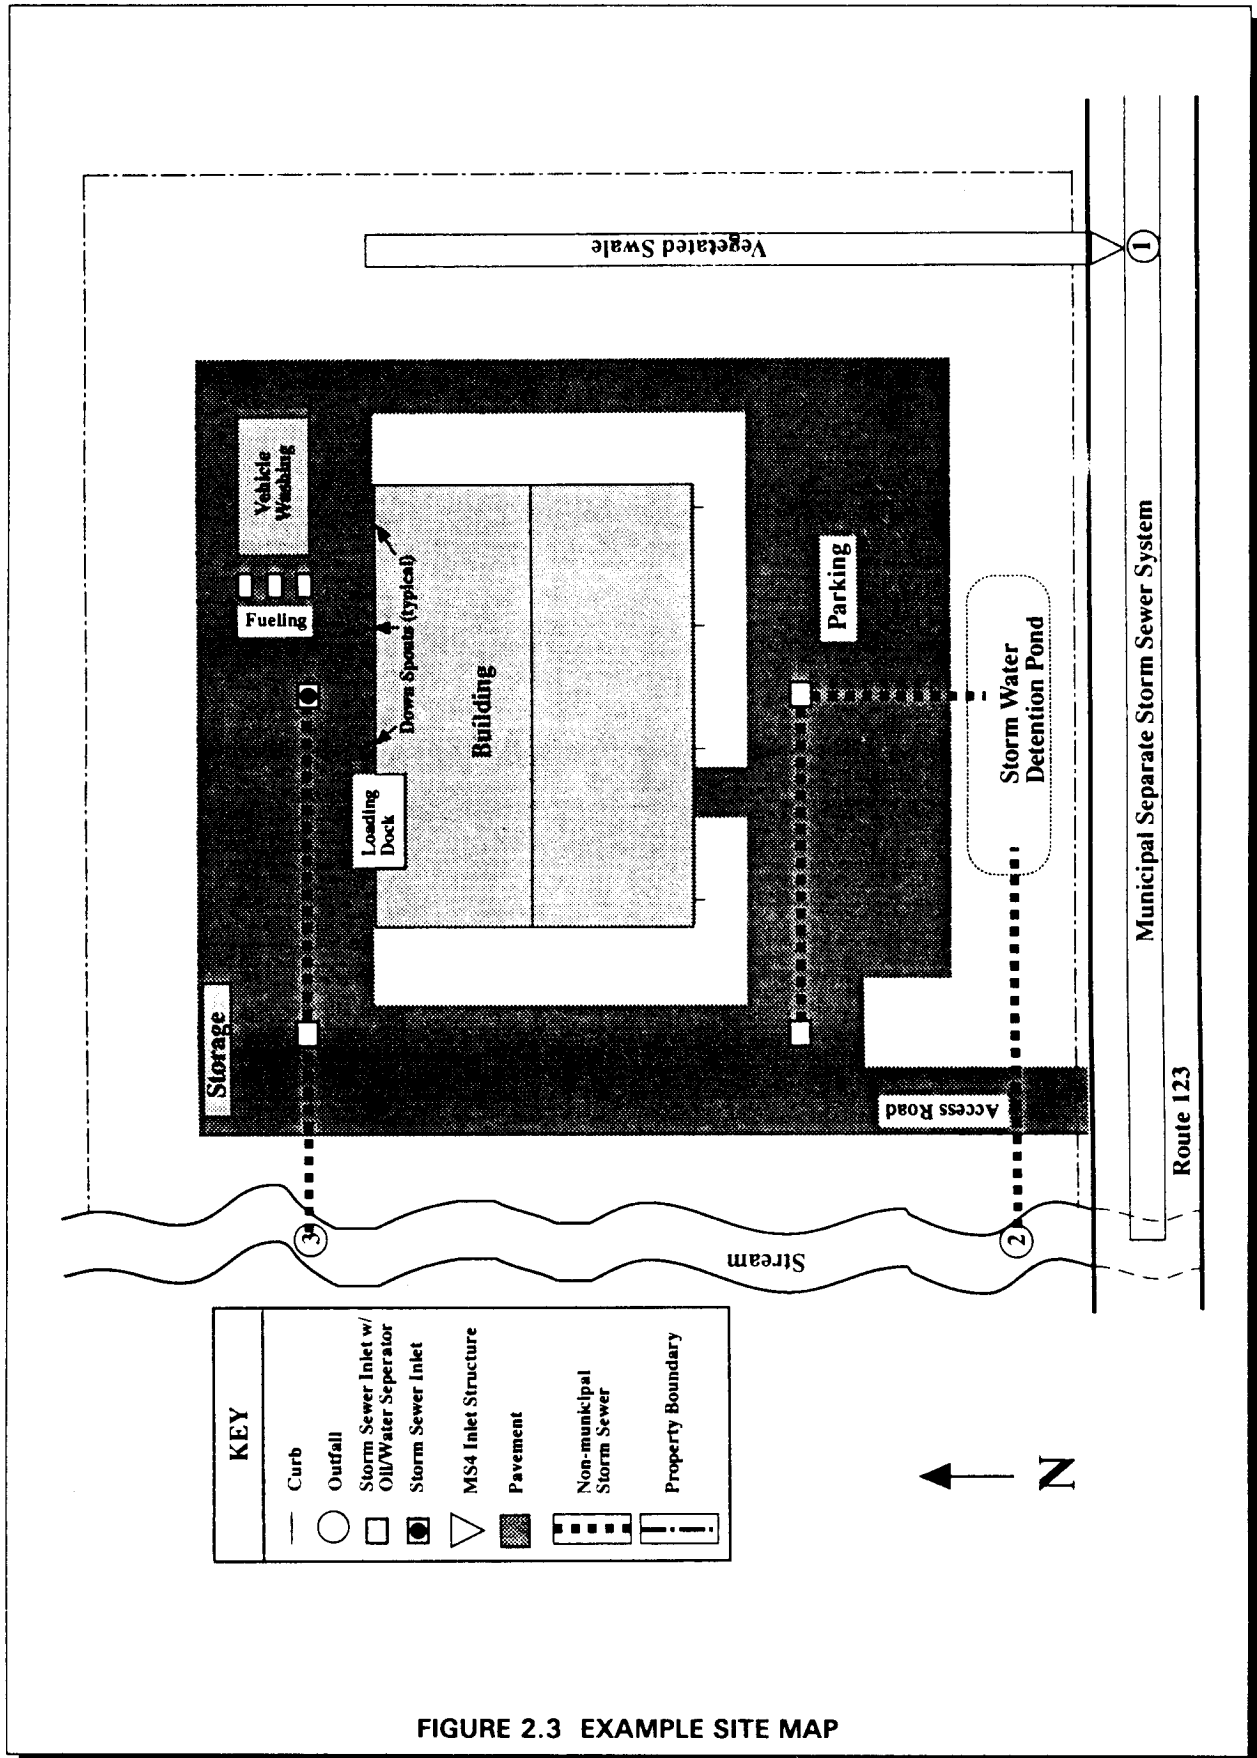 Vegetated Swale
1
Vehicle
Washing
Fueling
Down Spouts (typical)
Building
Loading
Dock
Storage
Parking
Storm Water
Detention Pond
Access Road
Municipal Separate Storm Sewer System
Route 123
3
2
Stream
KEY
Curb
Outfall
Storm Sewer Inlet w/
Oil/Water Seperator
Storm Sewer Inlet
MS4 Inlet Structure
Pavement
Non-municipal
Storm Sewer
Property Boundary
N
FIGURE 2.3 EXAMPLE SITE MAP